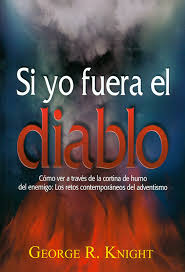 Si yo fuera el
diablo
Cómo ver a través de la cortina de humo
del enemigo: Los retos contemporáneos del adventismo
GEORGE R. KNIGHT